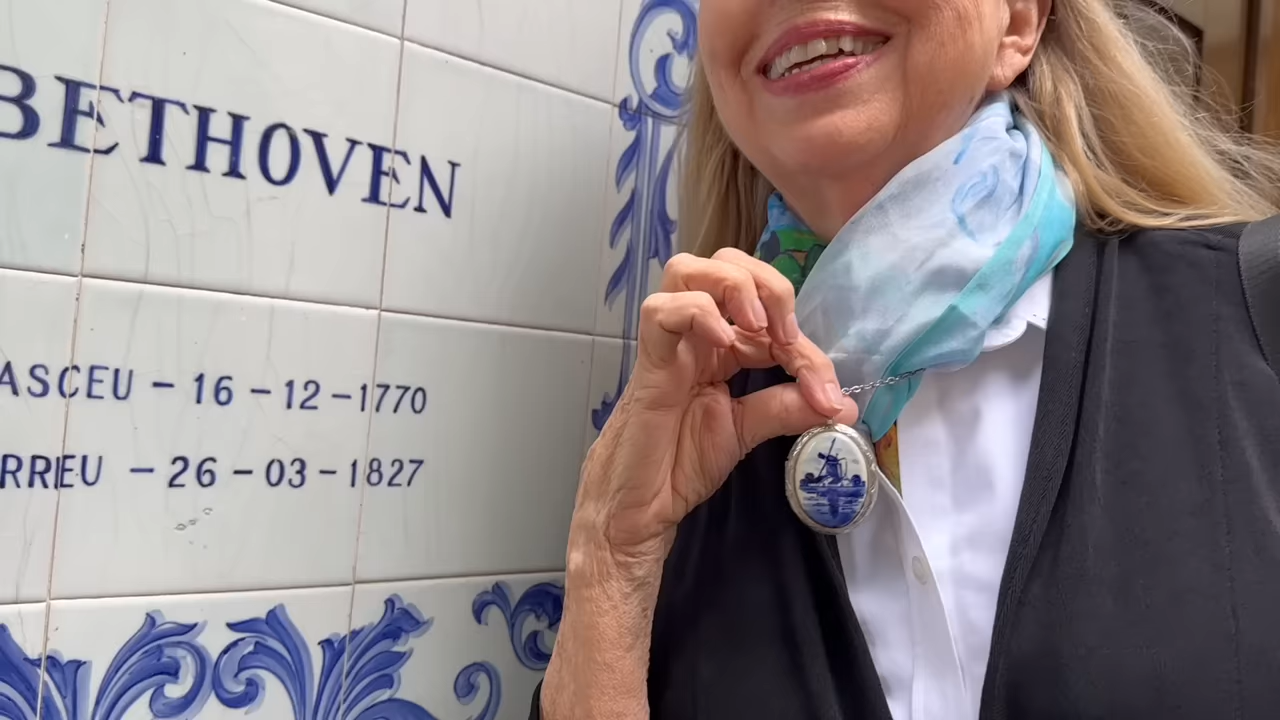 BETHOVEN
ASCEU – 16 – 12 – 1770
RREU – 26 – 03 – 1827